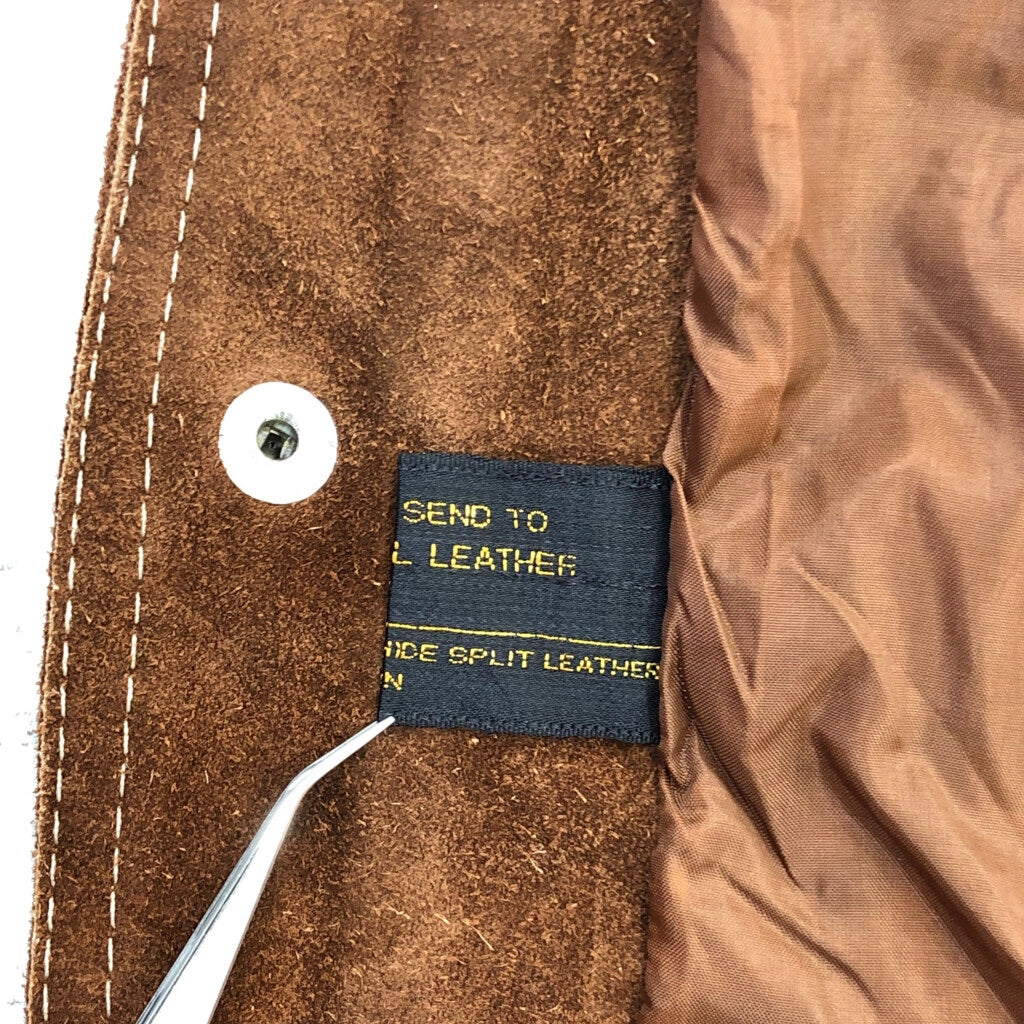 SEND TO
L LEATHER
HIDE SPLIT LEATHER
N